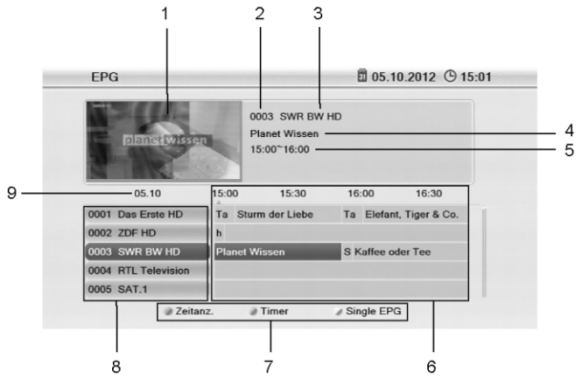 1 2 3
EPG 05.10.2012 15:01
0003 SWR BW HD
planet wissen
Planet Wissen 4
15:00~16:00 5
9 05.10 15:00 15:30 16:00 16:30
0001 Das Erste HD Ta Sturm der Liebe Ta Elefant, Tiger & Co.
0002 ZDF HD h
0003 SWR BW HD Planet Wissen S Kaffee oder Tee
0004 RTL Television
0005 SAT.1
Zeitanz. Timer Single EPG
8 7 6